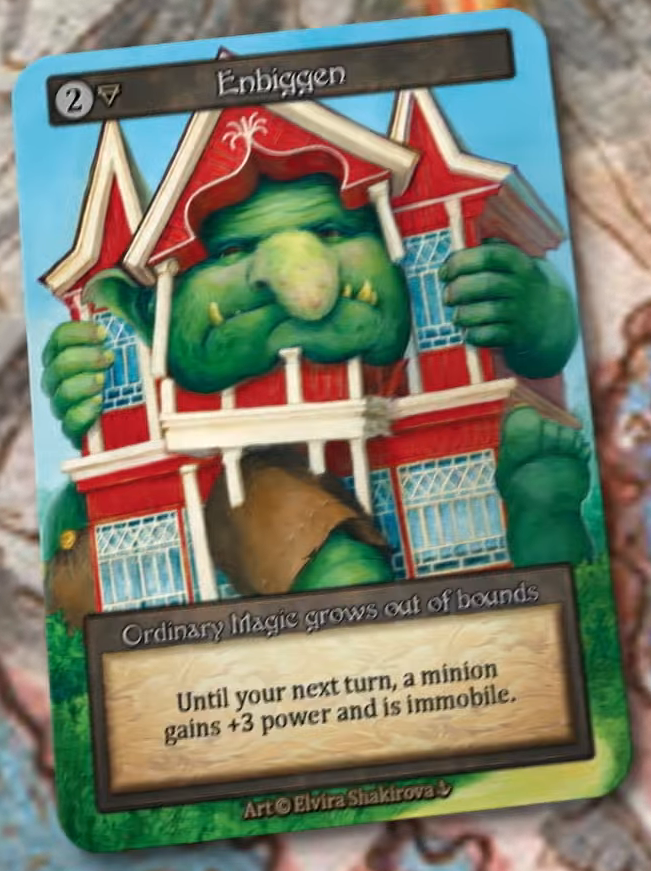 Enbiggen
2
Ordinary Magic grows out of bounds
Until your next turn, a minion
gains +3 power and is immobile.
Art © Elvira Shakirova